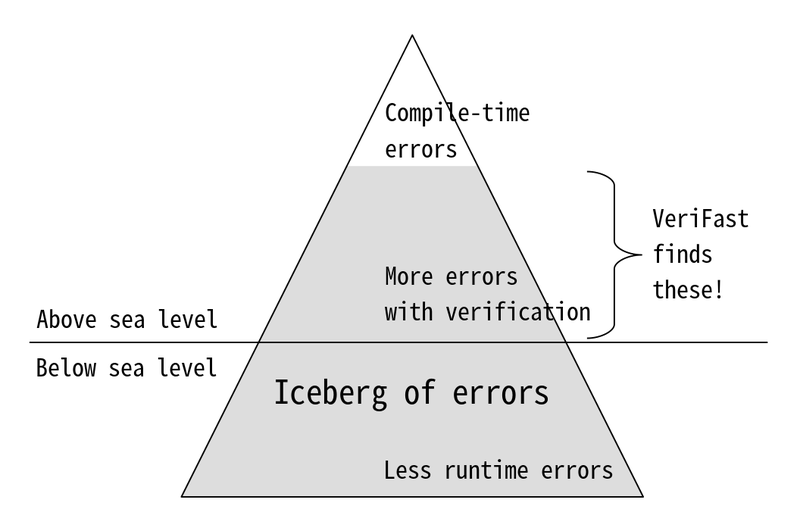 Compile-time
errors
VeriFast
finds
these!
More errors
with verification
Above sea level
Below sea level
Iceberg of errors
Less runtime errors